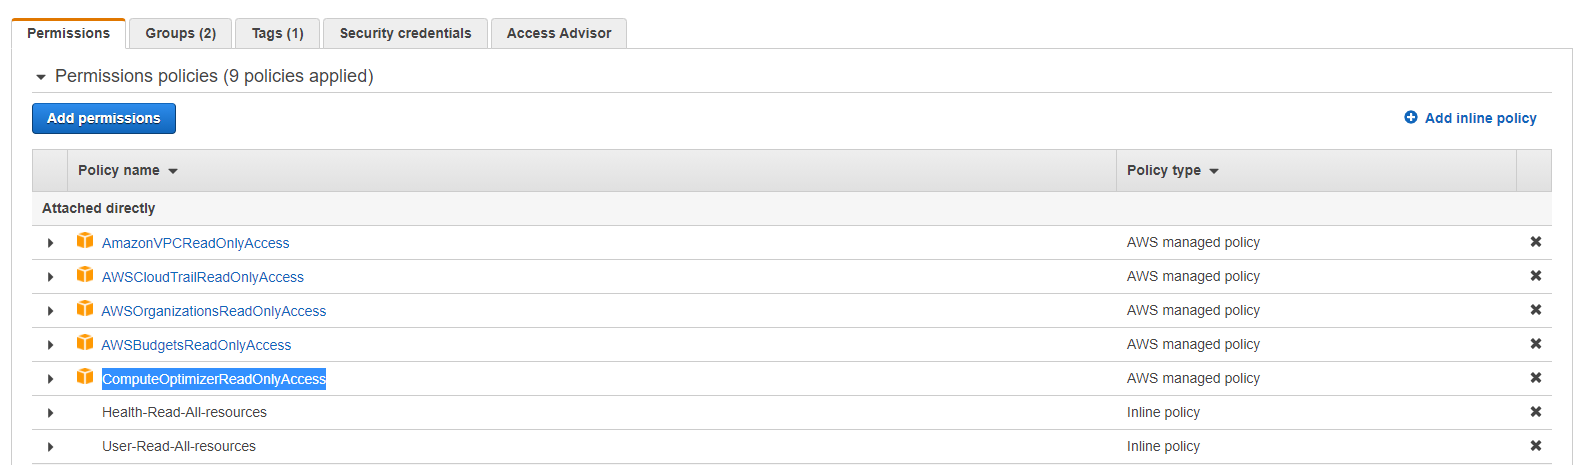 Permissions Groups (2) Tags (1) Security credentials Access Advisor
Permissions policies (9 policies applied)
Add permissions Add inline policy
Policy name Policy type
Attached directly
AmazonVPCReadOnlyAccess AWS managed policy
AWSCloudTrailReadOnlyAccess AWS managed policy
AWSOrganizationsReadOnlyAccess AWS managed policy
AWSBudgetsReadOnlyAccess AWS managed policy
ComputeOptimizerReadOnlyAccess AWS managed policy
Health-Read-All-resources Inline policy
User-Read-All-resources Inline policy